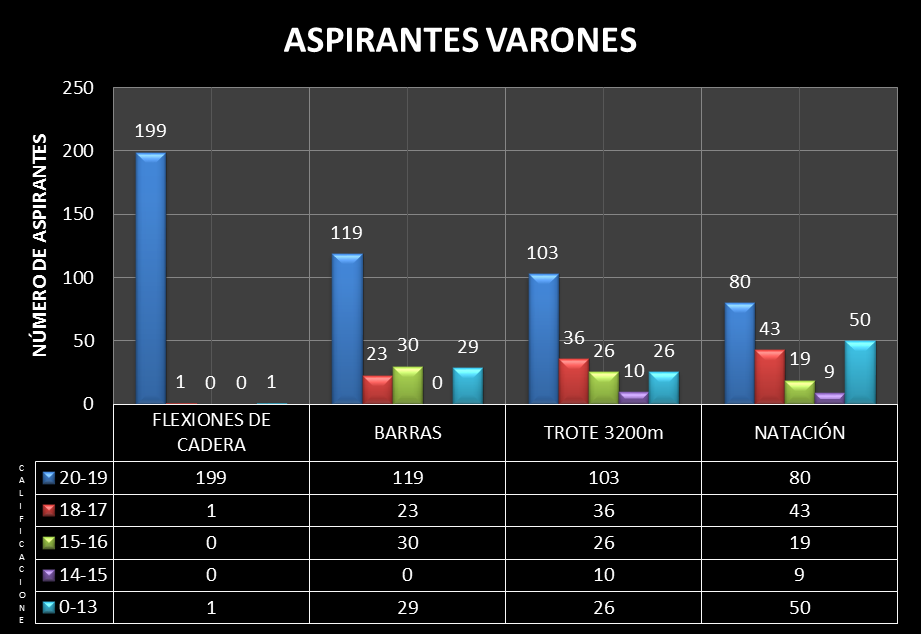 ASPIRANTES VARONES
NÚMERO DE ASPIRANTES
250
200
150
100
50
0
199 1 0 0 1
119 23 30 0 29
103 36 26 10 26
80 43 19 9 50
FLEXIONES DE CADERA BARRAS TROTE 3200m NATACIÓN
CALIFICACIONE
20-19 199 119 103 80
18-17 1 23 36 43
15-16 0 30 26 19
14-15 0 0 10 9
0-13 1 29 26 50